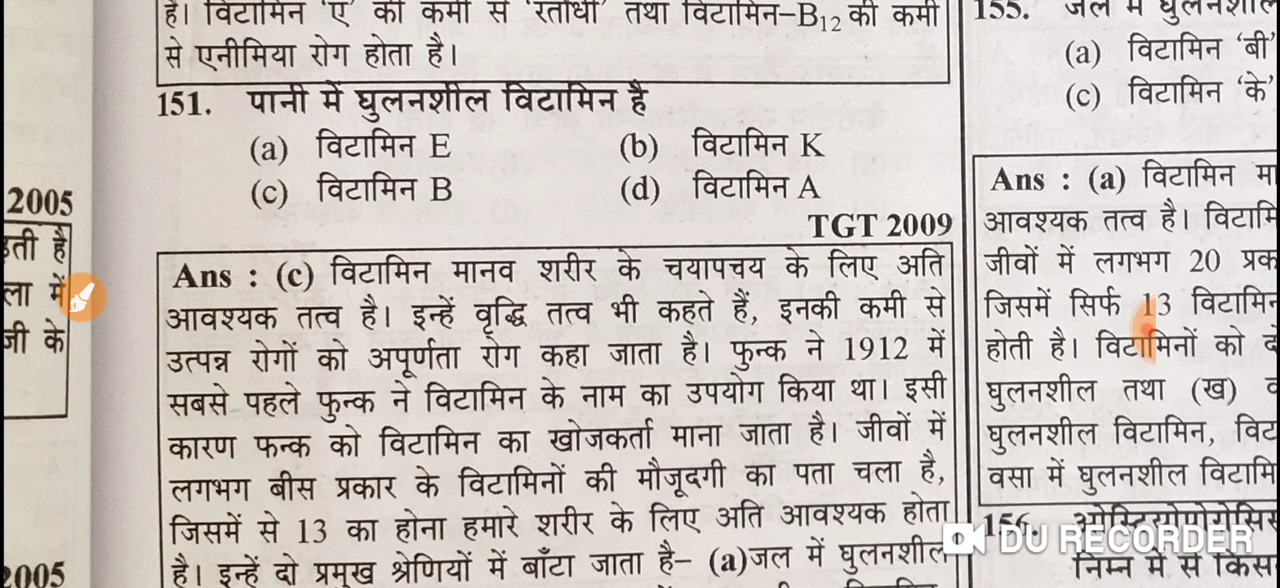 है। विटामिन 'ए' की कमी से 'रतौंधी' तथा विटामिन–B12 की कमी
से एनीमिया रोग होता है।
151. पानी में घुलनशील विटामिन है
(a) विटामिन E (b) विटामिन K
(c) विटामिन B (d) विटामिन A
TGT 2009
Ans : (c) विटामिन मानव शरीर के चयापचय के लिए अति
आवश्यक तत्व है। इन्हें वृद्धि तत्व भी कहते हैं, इनकी कमी से
उत्पन्न रोगों को अपूर्णता रोग कहा जाता है। फुन्क ने 1912 में
सबसे पहले फुन्क ने विटामिन के नाम का उपयोग किया था। इसी
कारण फन्क को विटामिन का खोजकर्ता माना जाता है। जीवों में
लगभग बीस प्रकार के विटामिनों की मौजूदगी का पता चला है,
जिसमें से 13 का होना हमारे शरीर के लिए अति आवश्यक होता
है। इन्हें दो प्रमुख श्रेणियों में बाँटा जाता है– (a)जल में घुलनशील
2005
है
में
जी के
2005
155. जल में
(a) विटामिन 'बी'
(c) विटामिन 'के'
Ans : (a) विटामिन
आवश्यक तत्व है।
जीवों में लगभग 20
जिसमें सिर्फ 13
होती है। विटामिनों को
घुलनशील तथा (ख)
घुलनशील विटामिन,
वसा में घुलनशील
156.
निम्न में से
DU RECORDER